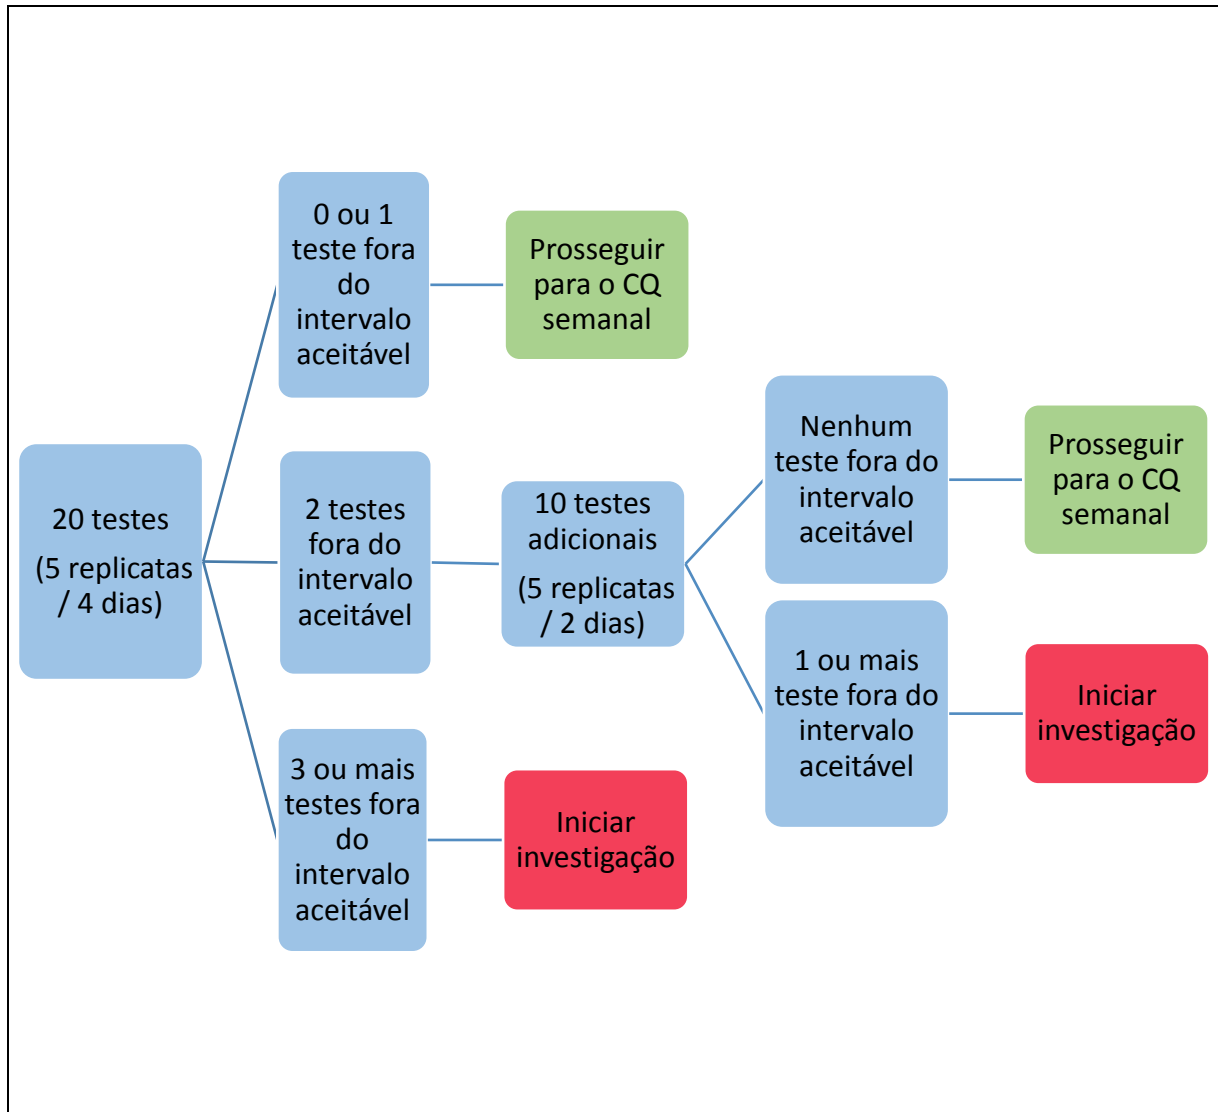 20 testes
(5 replicatas
/ 4 dias)
0 ou 1
teste fora
do
intervalo
aceitável
Prosseguir
para o CQ
semanal
2 testes
fora do
intervalo
aceitável
10 testes
adicionais
(5 replicatas
/ 2 dias)
Nenhum
teste fora do
intervalo
aceitável
Prosseguir
para o CQ
semanal
1 ou mais
teste fora do
intervalo
aceitável
Iniciar
investigação
3 ou mais
testes fora
do
intervalo
aceitável
Iniciar
investigação